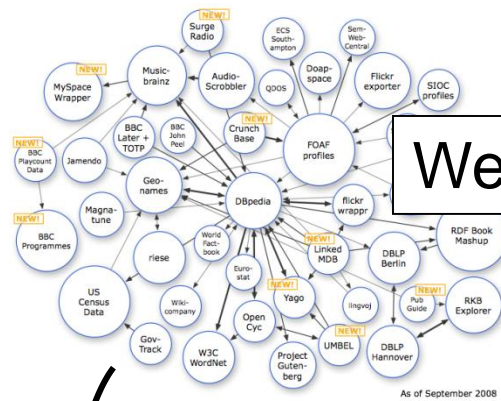 NEW!
Surge
Radio
ECS
South-
ampton
Sem-
Web-
Central
NEW!
MySpace
Wrapper
Music-
brainz
Audio-
Scrobbler
QDOS
Doap-
space
Flickr
exporter
SIOC
profiles
NEW!
BBC
Playcount
Data
Jamendo
BBC
Later +
TOTP
BBC
John
Peel
NEW!
Crunch
Base
FOAF
profiles
We
Geo-
names
DBpedia
flickr
wrappr
Magna-
tune
NEW!
BBC
Programmes
riese
World
Fact-
book
NEW!
Linked
MDB
DBLP
Berlin
RDF Book
Mashup
US
Census
Data
Wiki-
company
Euro-
stat
Yago
NEW!
lingvoj
NEW!
Pub
Guide
RKB
Explorer
Gov-
Track
W3C
WordNet
Open
Cyc
Project
Guten-
berg
NEW!
UMBEL
DBLP
Hannover
As of September 2008